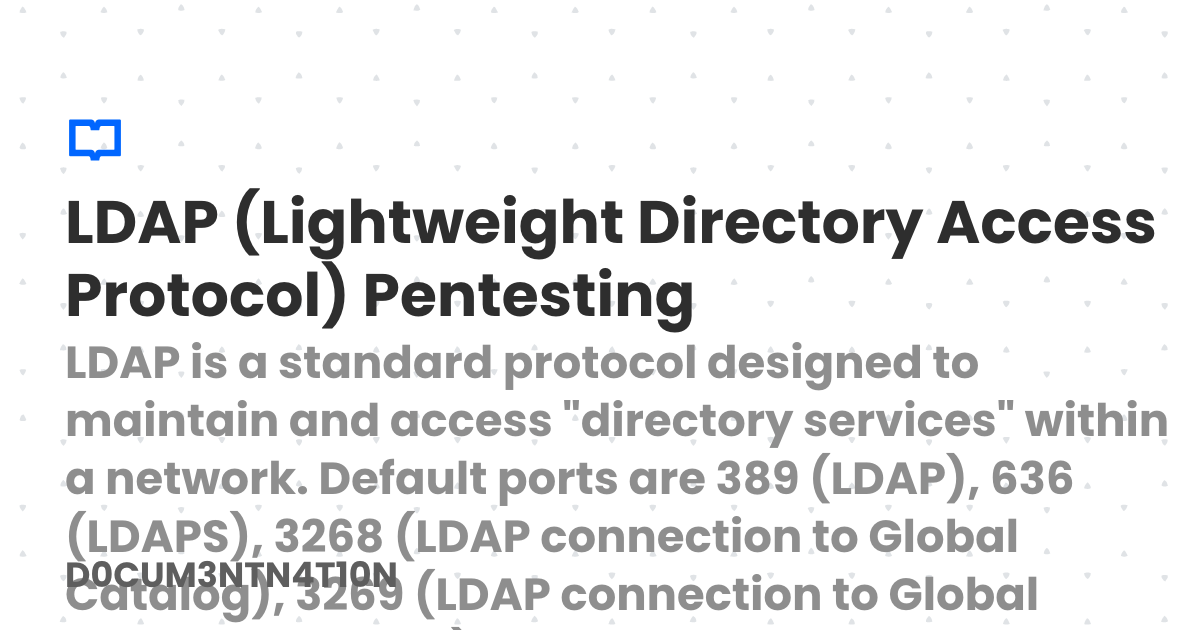 LDAP (Lightweight Directory Access
Protocol) Pentesting
LDAP is a standard protocol designed to
maintain and access "directory services" within
a network. Default ports are 389 (LDAP), 636
(LDAPS), 3268 (LDAP connection to Global
D0CUM3NTN4T10N
Catalog), 3269 (LDAP connection to Global